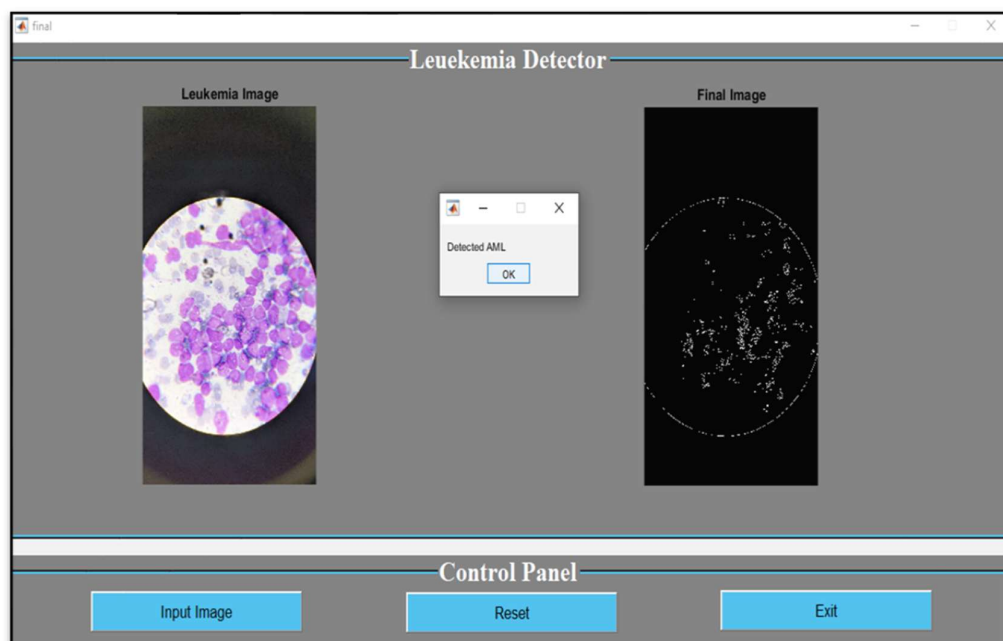 final
Leuekemia Detector
Leukemia Image
Final Image
Detected AML
OK
Control Panel
Input Image
Reset
Exit